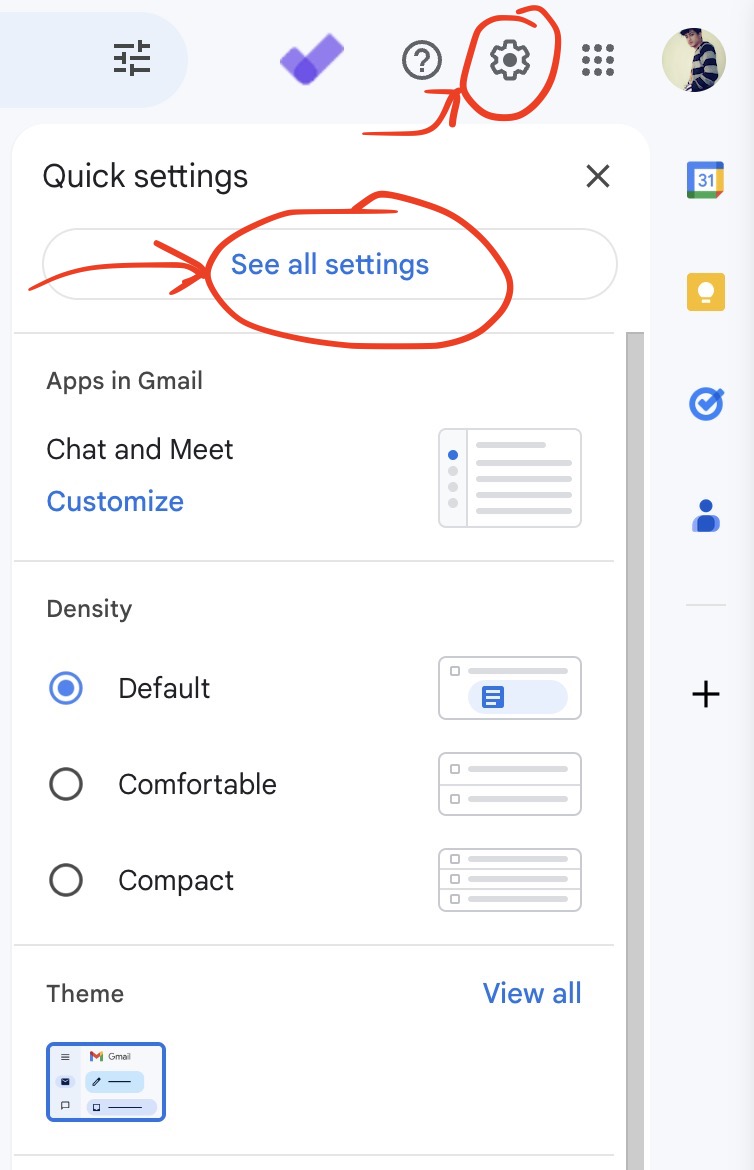 Quick settings
See all settings
31
Apps in Gmail
Chat and Meet
Customize
Density
Default
Comfortable
Compact
Theme
View all
Gmail